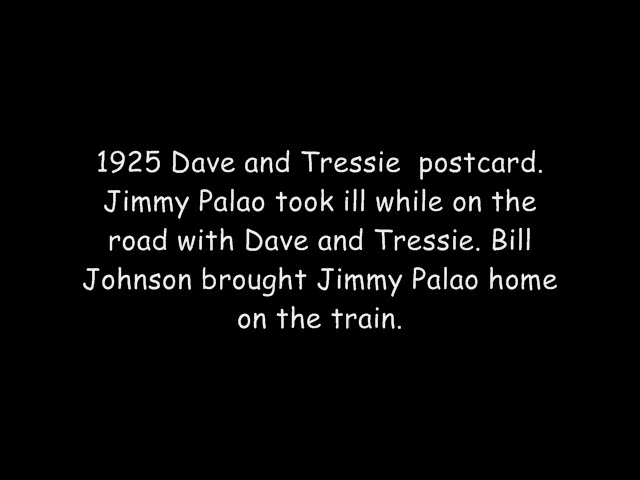 1925 Dave and Tressie  postcard.
Jimmy Palao took ill while on the
road with Dave and Tressie. Bill
Johnson brought Jimmy Palao home
on the train.